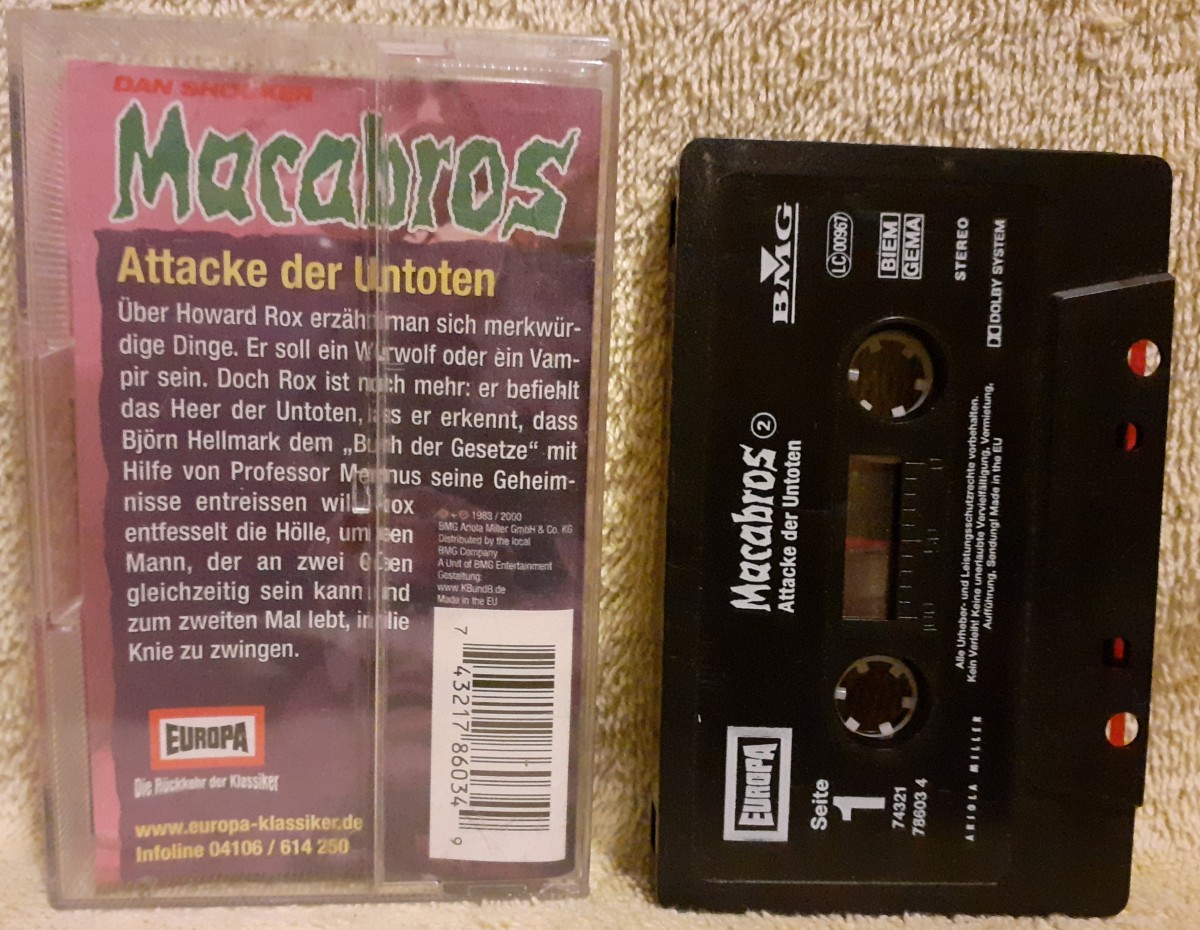 DAN SHOCKER
Macabros
Attacke der Untoten
Über Howard Rox erzählt man sich merkwür-
dige Dinge. Er soll ein Werwolf oder ein Vam-
pir sein. Doch Rox ist noch mehr: er befiehlt
das Heer der Untoten, als er erkennt, dass
Björn Hellmark dem „Buch der Gesetze“ mit
Hilfe von Professor Merinus seine Geheim-
nisse entreissen will. Rox
entfesselt die Hölle, um den
Mann, der an zwei Orten
gleichzeitig sein kann und
zum zweiten Mal lebt, in die
Knie zu zwingen.
℗ + © 1983 / 2000
BMG Ariola Miller GmbH & Co. KG
Distributed by the local
BMG Company
A Unit of BMG Entertainment
Gestaltung:
www.KBundB.de
Made in the EU
7 43217 86034 9
EUROPA
Die Rückkehr der Klassiker
www.europa-klassiker.de
Infoline 04106 / 614 250
BMG
LC 00967
BIEM
GEMA
STEREO
DOLBY SYSTEM
Macabros 2
Attacke der Untoten
100 50 0
Alle Urheber- und Leistungsschutzrechte vorbehalten.
Kein Verleih! Keine unerlaubte Vervielfältigung, Vermietung,
Aufführung, Sendung! Made in the EU
EUROPA
Seite
1
74321
78603 4
ARIOLA MILLER